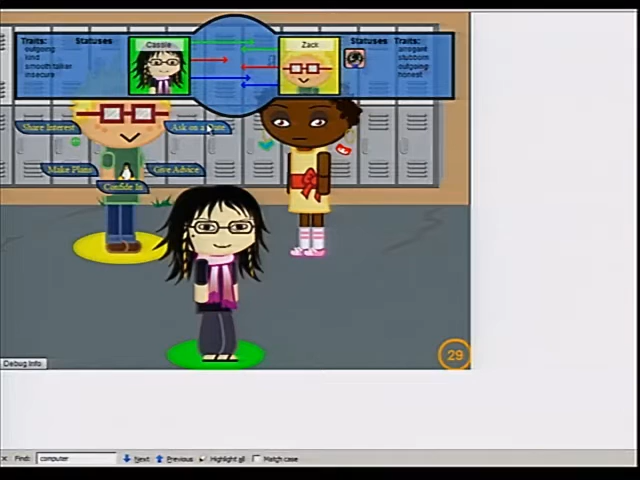 Traits:
outgoing
kind
smooth talker
insecure
Statuses
Cassie
Zack
Statuses
Traits:
arrogant
stubborn
outgoing
honest
Share Interest
Ask on a Date
Make Plans
Give Advice
Confide In
29
Debug Info
x Find: computer Next Previous Highlight all Match case